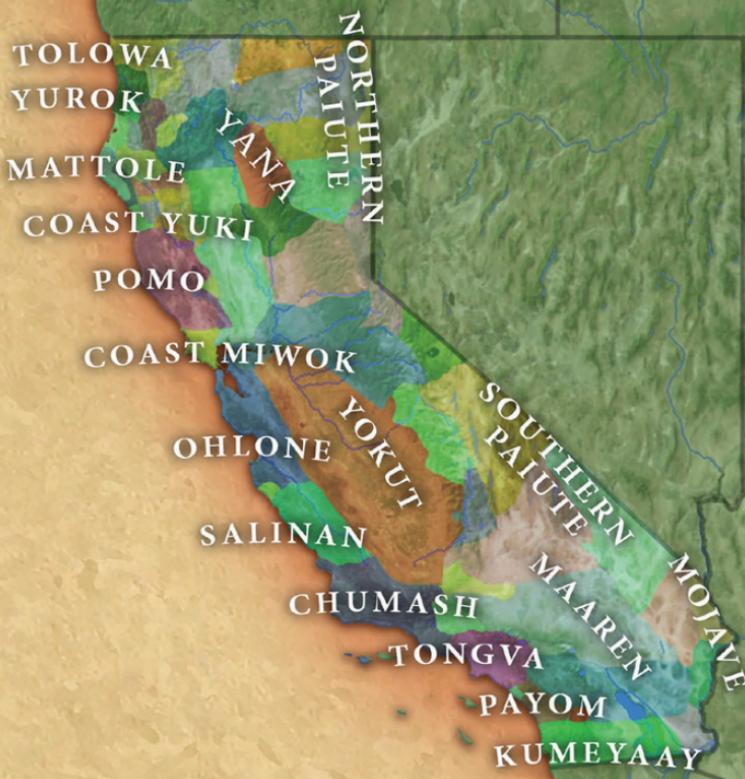 TOLOWA
YUROK
NORTHERN
PAIUTE
YANA
MATTOLE
COAST YUKI
POMO
COAST MIWOK
YOKUT
SOUTHERN
PAIUTE
OHLONE
SALINAN
MAAREN
MOJAVE
CHUMASH
TONGVA
PAYOM
KUMEYAAY